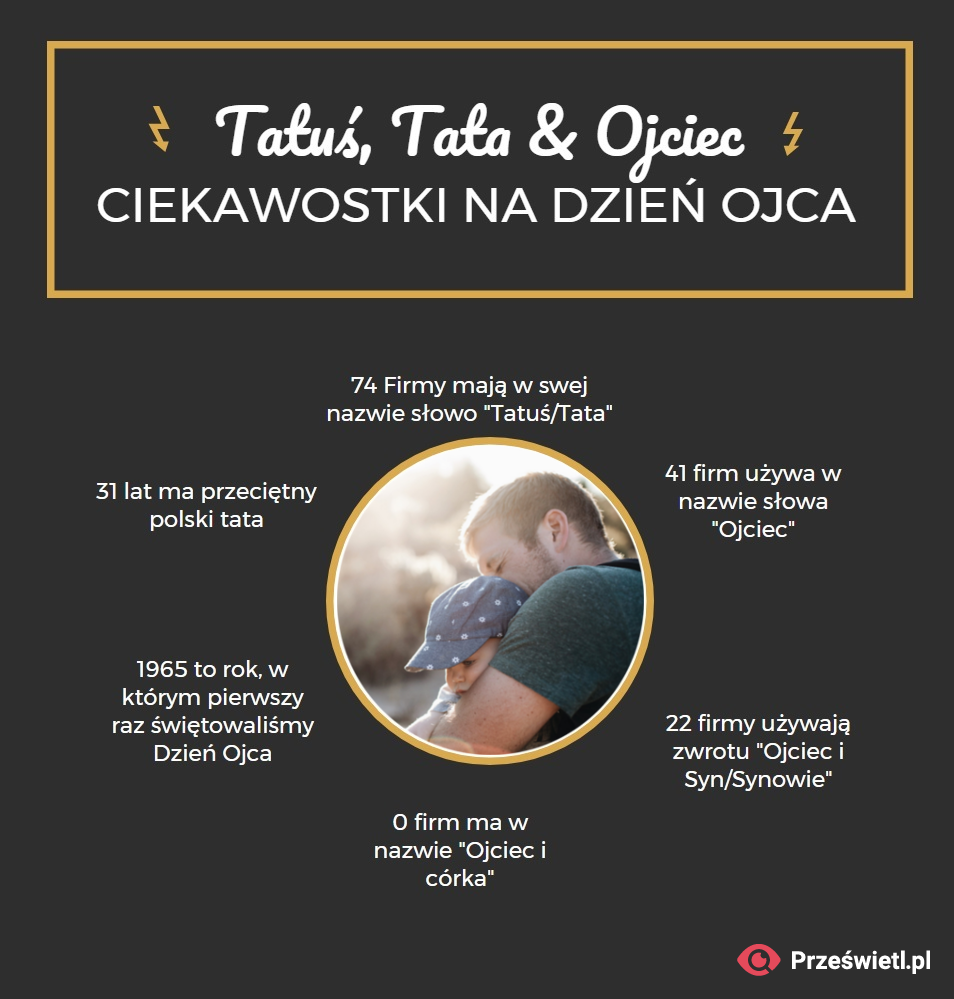 Tatuś, Tata & Ojciec
CIEKAWOSTKI NA DZIEŃ OJCA
74 Firmy mają w swej
nazwie słowo "Tatuś/Tata"
41 firm używa w
nazwie słowa
"Ojciec"
31 lat ma przeciętny
polski tata
1965 to rok, w
którym pierwszy
raz świętowaliśmy
Dzień Ojca
22 firmy używają
zwrotu "Ojciec i
Syn/Synowie"
0 firm ma w
nazwie "Ojciec i
córka"
Prześwietl.pl